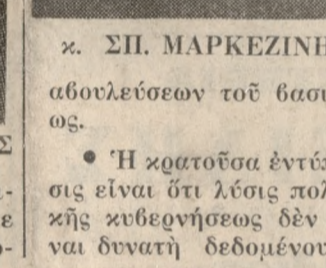 κ. ΣΠ. ΜΑΡΚΕΖΙΝΗ
αβουλεύσεων τοῦ βασι
ως.
• Ἡ κρατοῦσα ἐντύ
σις εἶναι ὅτι λύσις πολ
κῆς κυβερνήσεως δὲν
ναι δυνατὴ δεδομένου